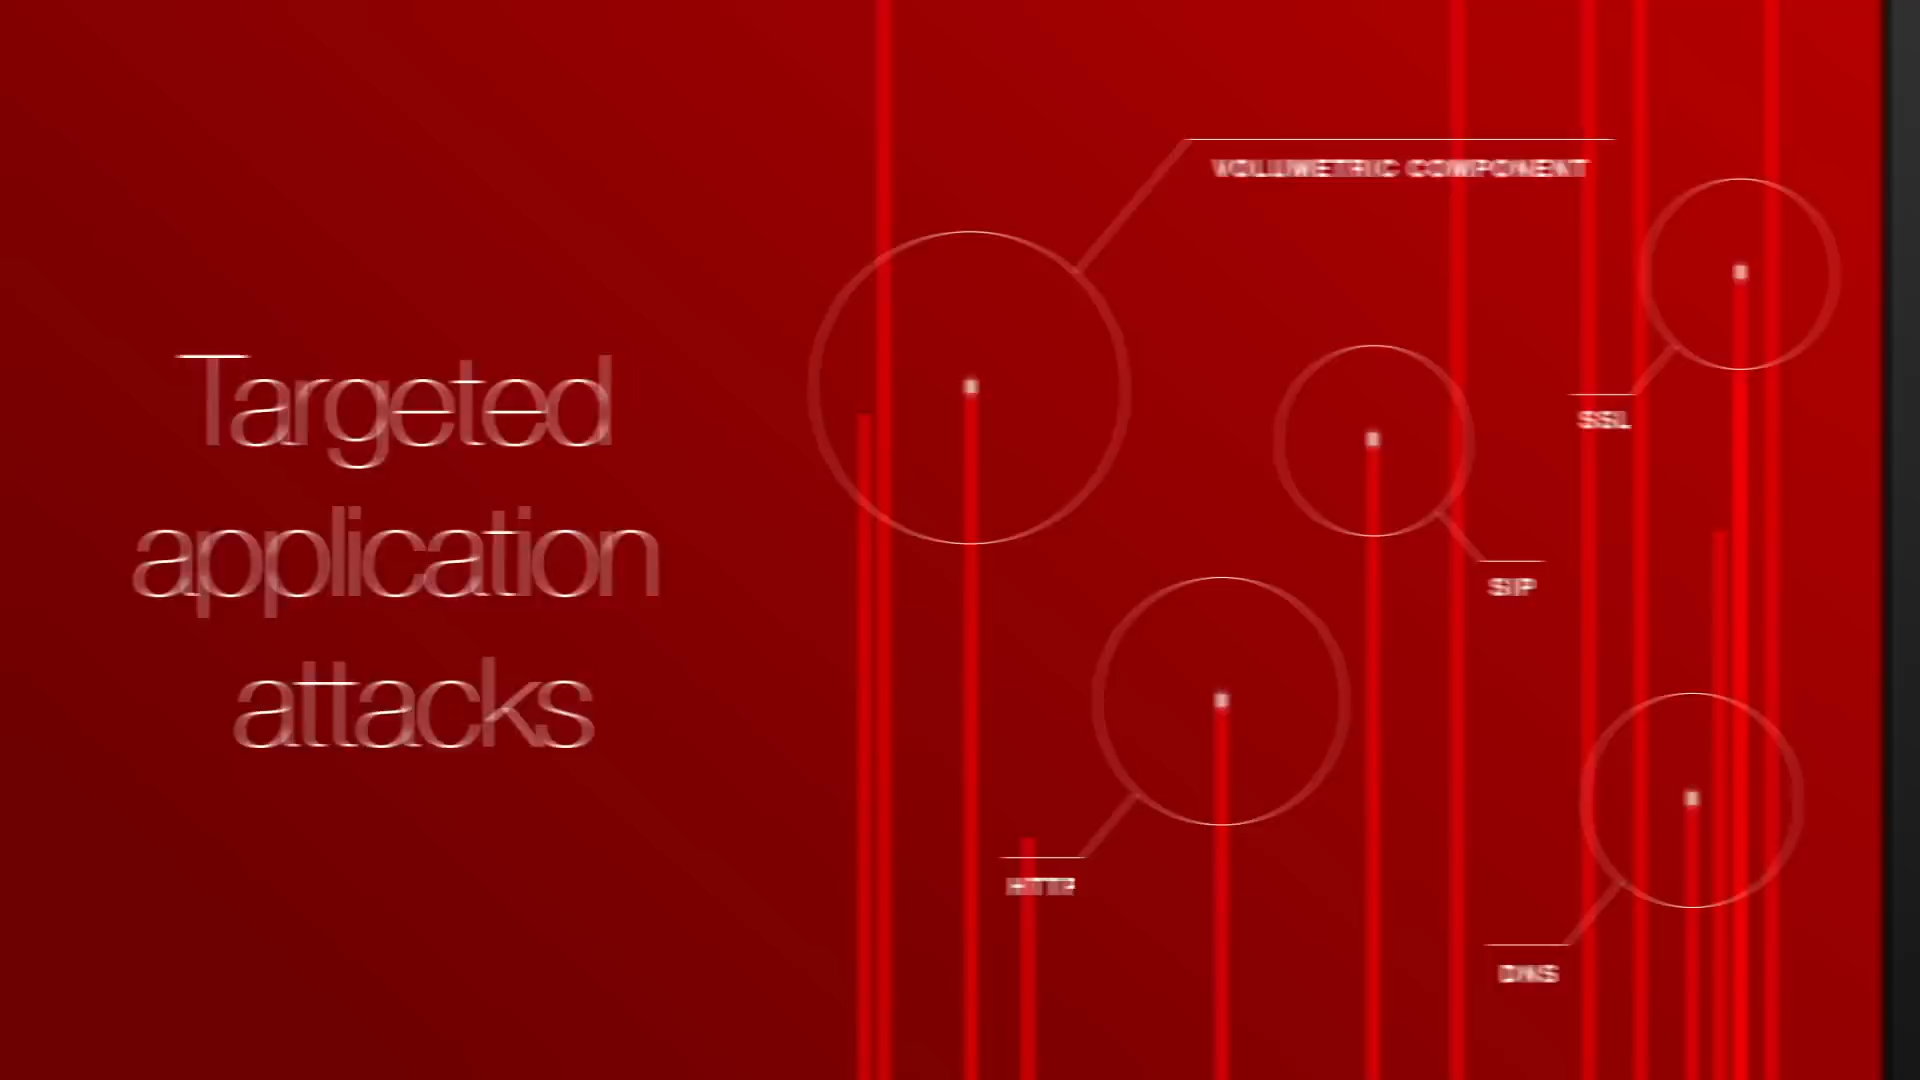 Targeted
application
attacks
VOLUMETRIC COMPONENT
SSL
SIP
HTTP
DNS